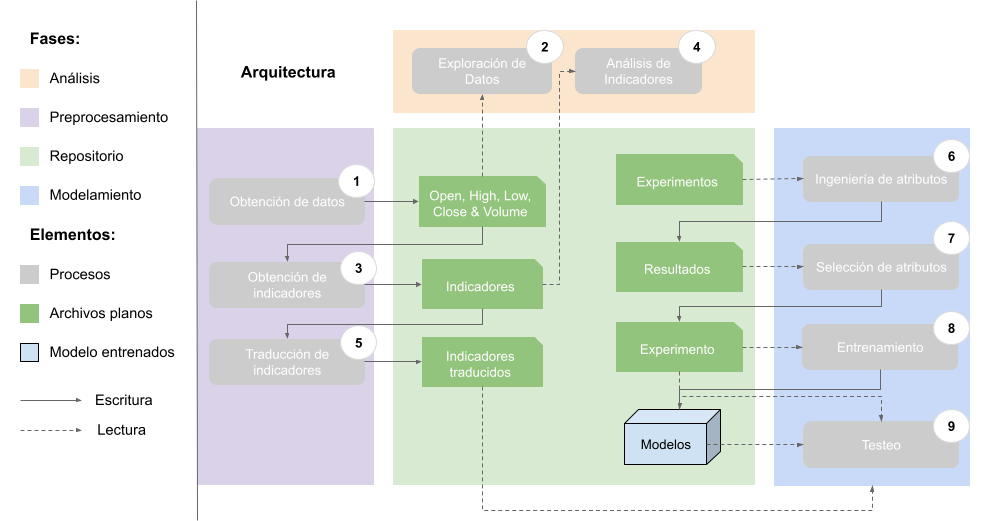 Fases:
Análisis
Preprocesamiento
Repositorio
Modelamiento
Elementos:
Procesos
Archivos planos
Modelo entrenados
Escritura
Lectura
Arquitectura
Exploración de
Datos
2
Análisis de
Indicadores
4
Obtención de datos
1
Open, High, Low,
Close & Volume
Obtención de
indicadores
3
Indicadores
Traducción de
indicadores
5
Indicadores
traducidos
Experimentos
Ingeniería de atributos
6
Resultados
Selección de atributos
7
Experimento
Entrenamiento
8
Modelos
Testeo
9